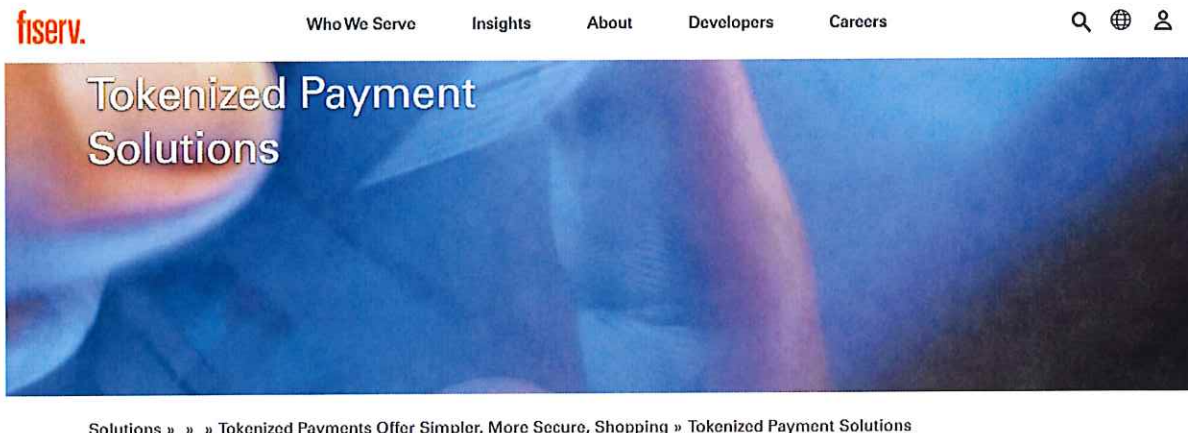 fiserv.
Who We Serve Insights About Developers Careers
Tokenized Payment
Solutions
Solutions » » » Tokenized Payments Offer Simpler, More Secure, Shopping » Tokenized Payment Solutions